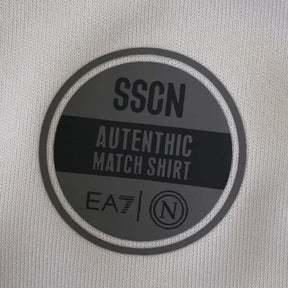 SSCN
AUTENTHIC
MATCH SHIRT
EA7 | N